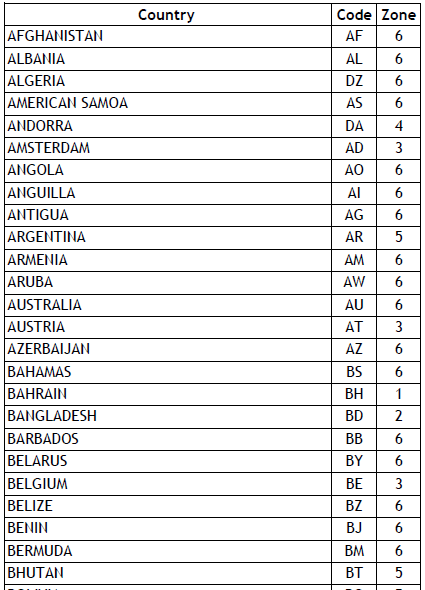 Country Code Zone
AFGHANISTAN AF 6
ALBANIA AL 6
ALGERIA DZ 6
AMERICAN SAMOA AS 6
ANDORRA DA 4
AMSTERDAM AD 3
ANGOLA AO 6
ANGUILLA AI 6
ANTIGUA AG 6
ARGENTINA AR 5
ARMENIA AM 6
ARUBA AW 6
AUSTRALIA AU 6
AUSTRIA AT 3
AZERBAIJAN AZ 6
BAHAMAS BS 6
BAHRAIN BH 1
BANGLADESH BD 2
BARBADOS BB 6
BELARUS BY 6
BELGIUM BE 3
BELIZE BZ 6
BENIN BJ 6
BERMUDA BM 6
BHUTAN BT 5